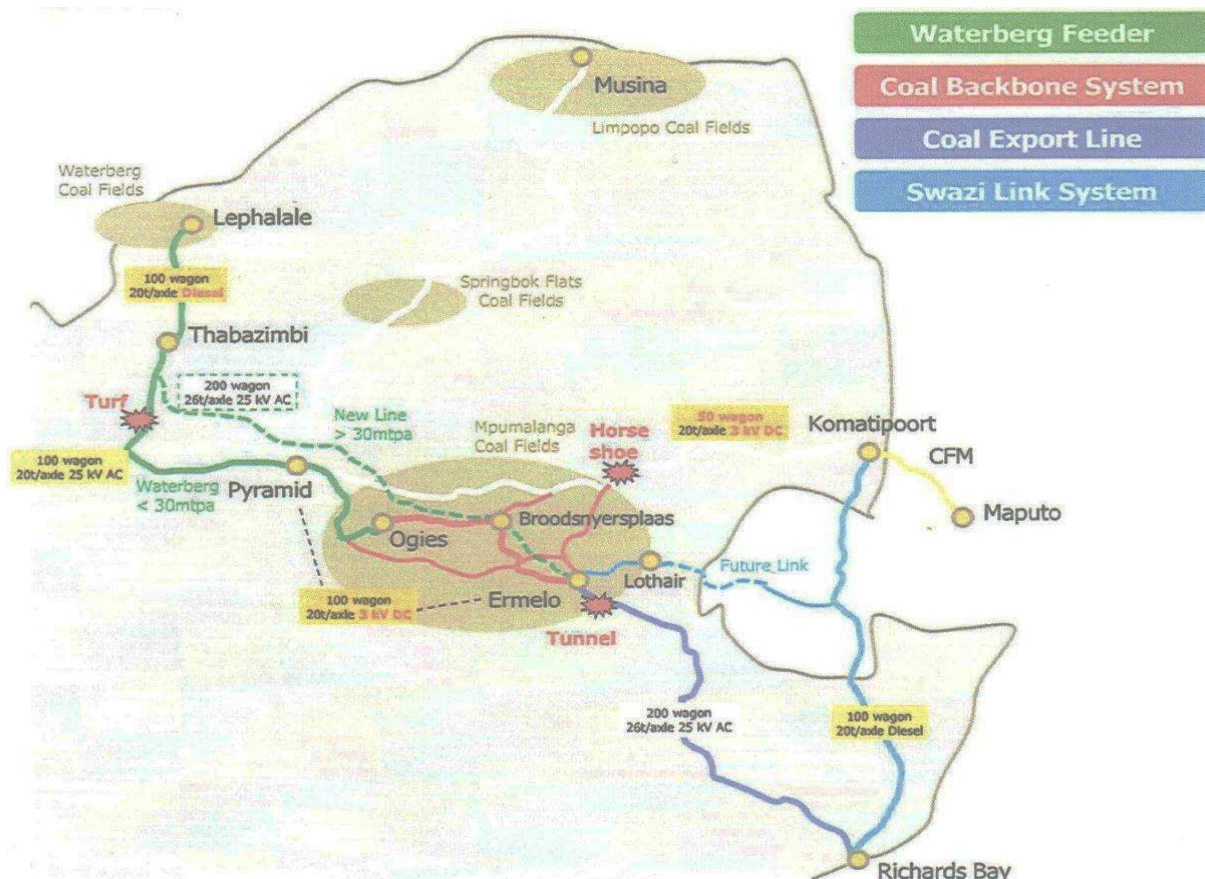 Waterberg Feeder
Coal Backbone System
Coal Export Line
Swazi Link System
Musina
Limpopo Coal Fields
Waterberg
Coal Fields
Lephalale
100 wagon
20t/axle Diesel
Springbok Flats
Coal Fields
Thabazimbi
200 wagon
26t/axle 25 kV AC
Turf
New Line
> 30mtpa
Mpumalanga
Coal Fields
Horse
shoe
50 wagon
20t/axle 3 kV DC
Komatipoort
CFM
Maputo
100 wagon
20t/axle 25 kV AC
Waterberg
< 30mtpa
Pyramid
Ogies
Broodsnyersplaas
Lothair
Future Link
Ermelo
100 wagon
20t/axle 3 kV DC
Tunnel
200 wagon
26t/axle 25 kV AC
100 wagon
20t/axle Diesel
Richards Bay